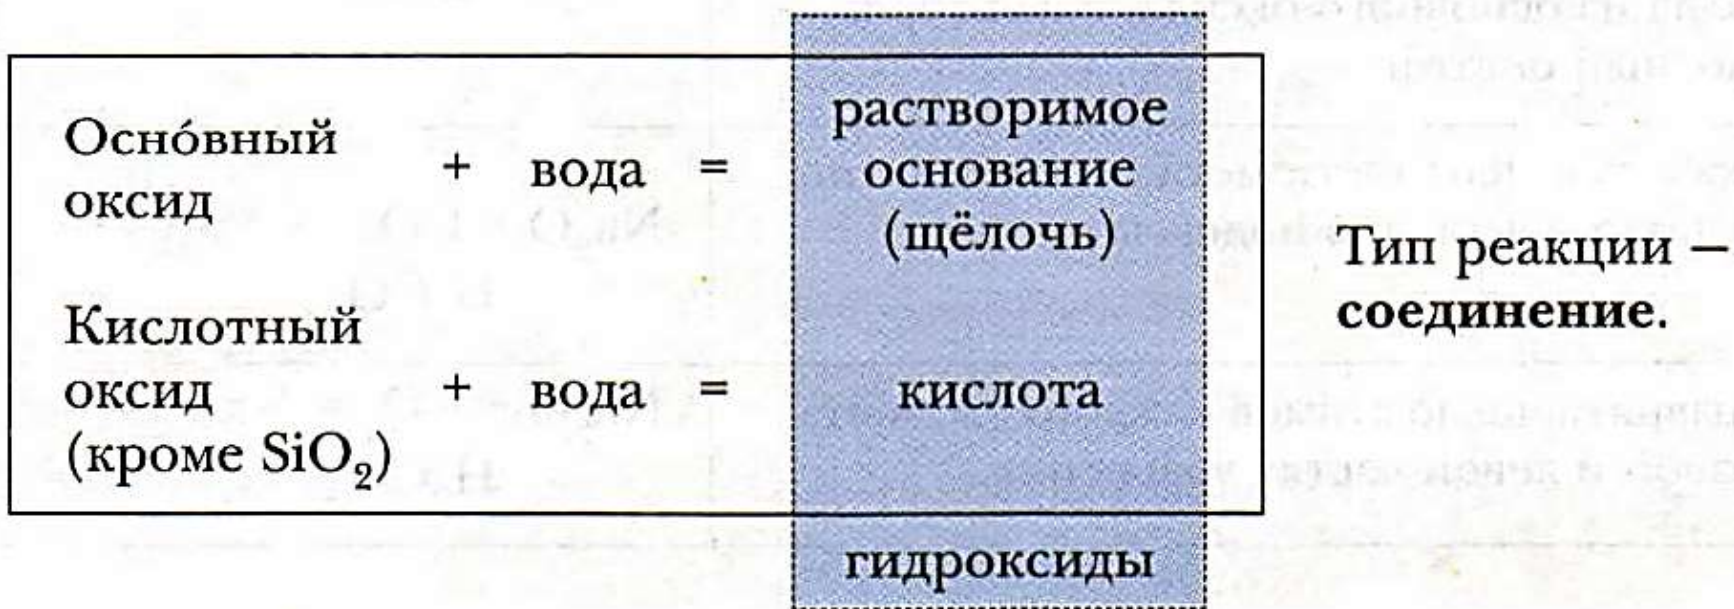 Осно́вный
оксид
+ вода =
растворимое
основание
(щёлочь)
Кислотный
оксид
(кроме SiO₂)
+ вода =
кислота
гидроксиды
Тип реакции —
соединение.